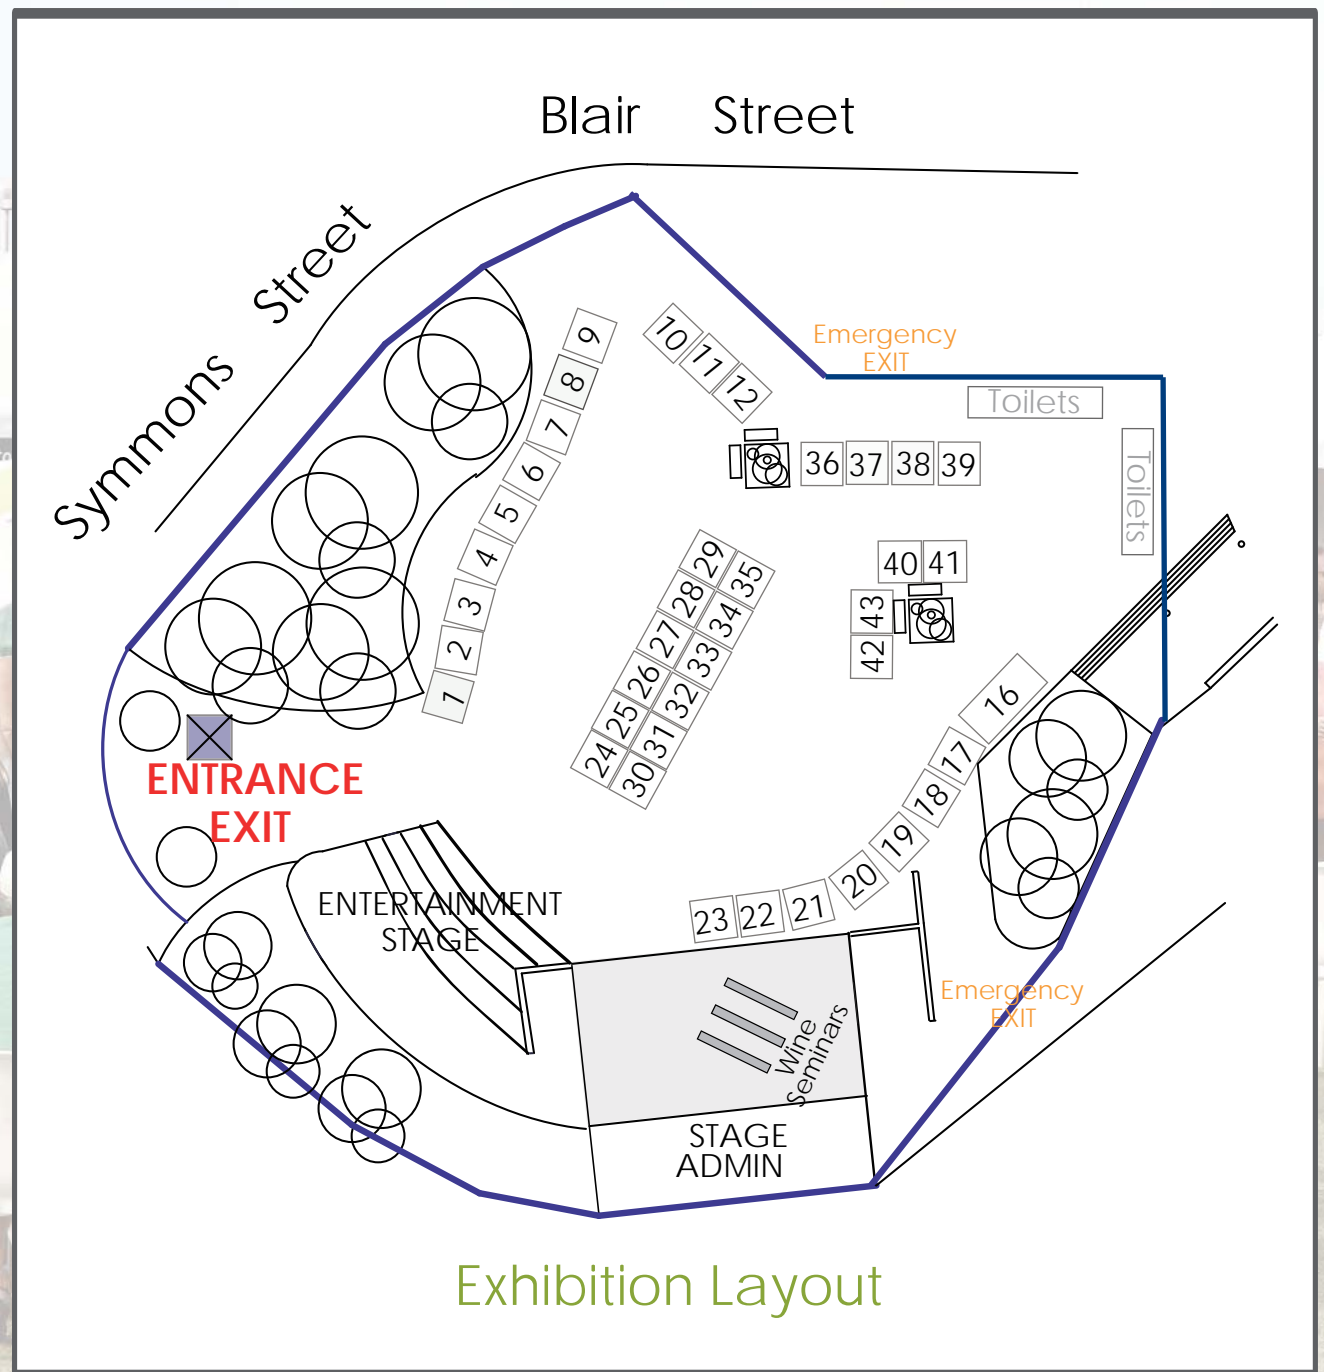 Blair Street
Symmons Street
Emergency
EXIT
Toilets
Toilets
9
8
7
6
5
4
3
2
1
10
11
12
36 37 38 39
40 41
43
42
29
28
27
26
25
24
35
34
33
32
31
30
16
17
18
19
20
21
22
23
ENTRANCE
EXIT
ENTERTAINMENT
STAGE
Wine
Seminars
Emergency
EXIT
STAGE
ADMIN
Exhibition Layout